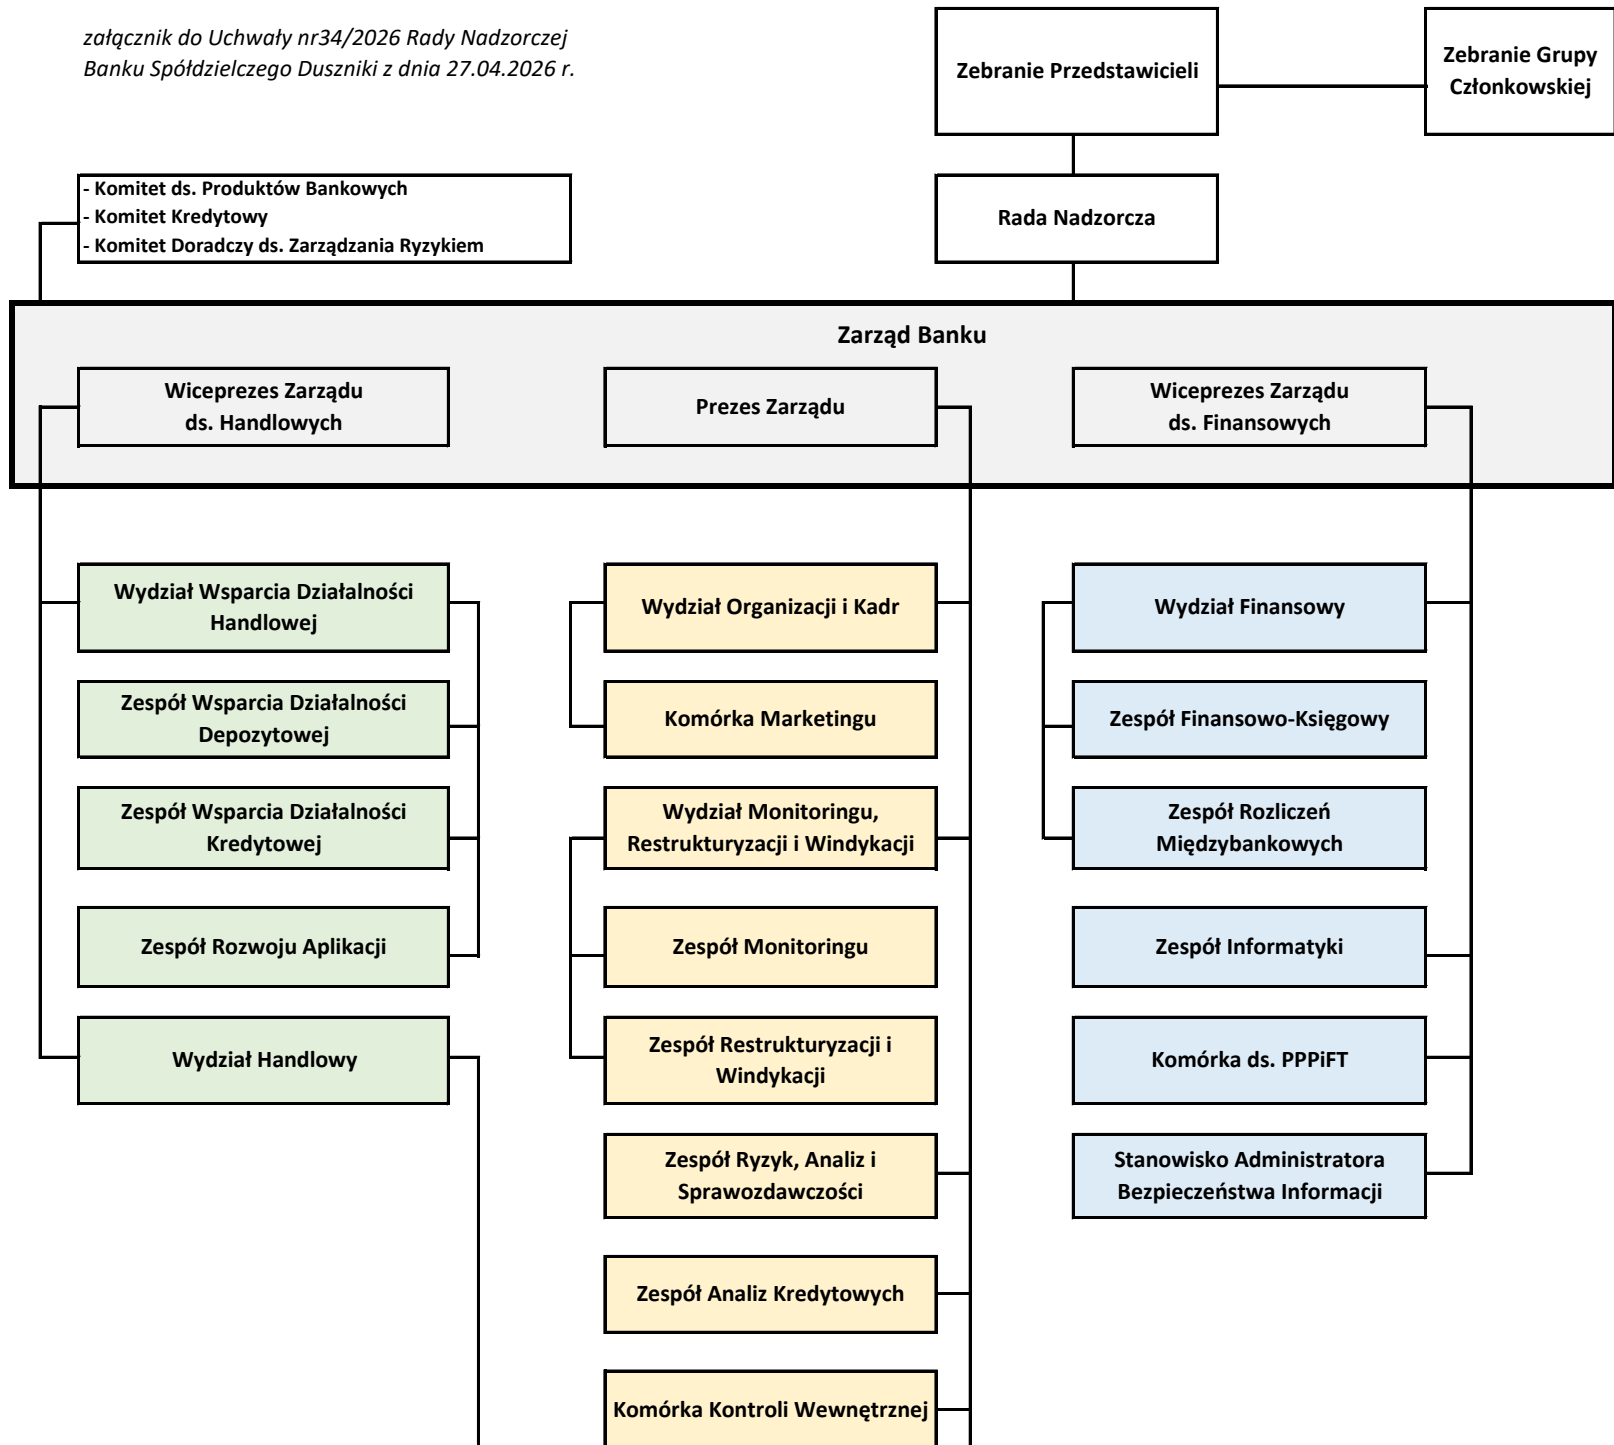 załącznik do Uchwały nr34/2026 Rady Nadzorczej
Banku Spółdzielczego Duszniki z dnia 27.04.2026 r.
Zebranie Przedstawicieli
Zebranie Grupy
Członkowskiej
- Komitet ds. Produktów Bankowych
- Komitet Kredytowy
- Komitet Doradczy ds. Zarządzania Ryzykiem
Rada Nadzorcza
Zarząd Banku
Wiceprezes Zarządu
ds. Handlowych
Prezes Zarządu
Wiceprezes Zarządu
ds. Finansowych
Wydział Wsparcia Działalności
Handlowej
Wydział Organizacji i Kadr
Wydział Finansowy
Zespół Wsparcia Działalności
Depozytowej
Komórka Marketingu
Zespół Finansowo-Księgowy
Zespół Wsparcia Działalności
Kredytowej
Wydział Monitoringu,
Restrukturyzacji i Windykacji
Zespół Rozliczeń
Międzybankowych
Zespół Rozwoju Aplikacji
Zespół Monitoringu
Zespół Informatyki
Wydział Handlowy
Zespół Restrukturyzacji i
Windykacji
Komórka ds. PPPiFT
Zespół Ryzyk, Analiz i
Sprawozdawczości
Stanowisko Administratora
Bezpieczeństwa Informacji
Zespół Analiz Kredytowych
Komórka Kontroli Wewnętrznej